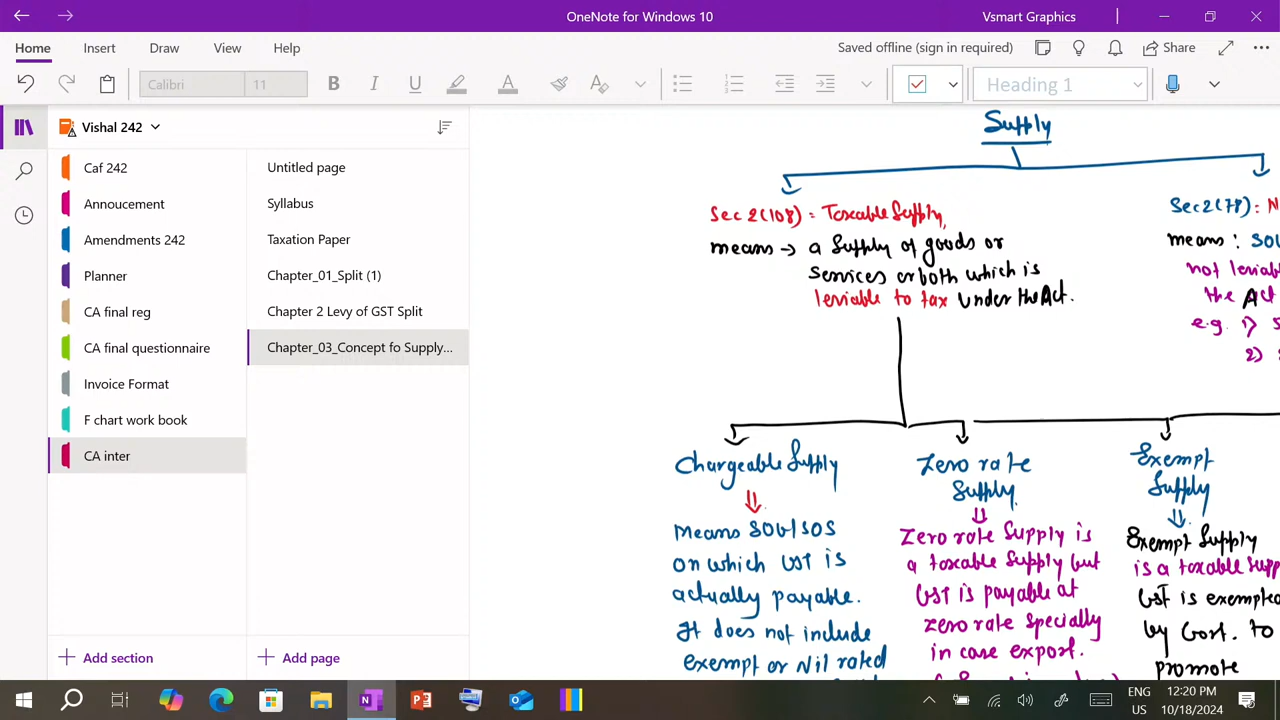 OneNote for Windows 10
Vsmart Graphics
Home Insert Draw View Help
Saved offline (sign in required)
Share
Calibri 11
B I U A
Heading 1
Vishal 242
Caf 242
Annoucement
Amendments 242
Planner
CA final reg
CA final questionnaire
Invoice Format
F chart work book
CA inter
Add section
Untitled page
Syllabus
Taxation Paper
Chapter_01_Split (1)
Chapter 2 Levy of GST Split
Chapter_03_Concept fo Supply...
Add page
Supply
Sec 2(108) = Taxable Supply,
means → a Supply of goods or
Services or both which is
leviable to tax under the Act.
Sec 2(78) : N
means : SOG
not leviabl
the Act
e.g. 1) S
2)
Chargeable Supply
⇓
Means SOG/SOS
on which GST is
actually payable.
It does not include
exempt or Nil rated
Zero rate
Supply.
⇓
Zero rate Supply is
a taxable Supply but
GST is payable at
zero rate specially
in case export.
Exempt
Supply
⇓
Exempt Supply
is a taxable Supp
GST is exempted
by Govt. to
promote
ENG
US
12:20 PM
10/18/2024